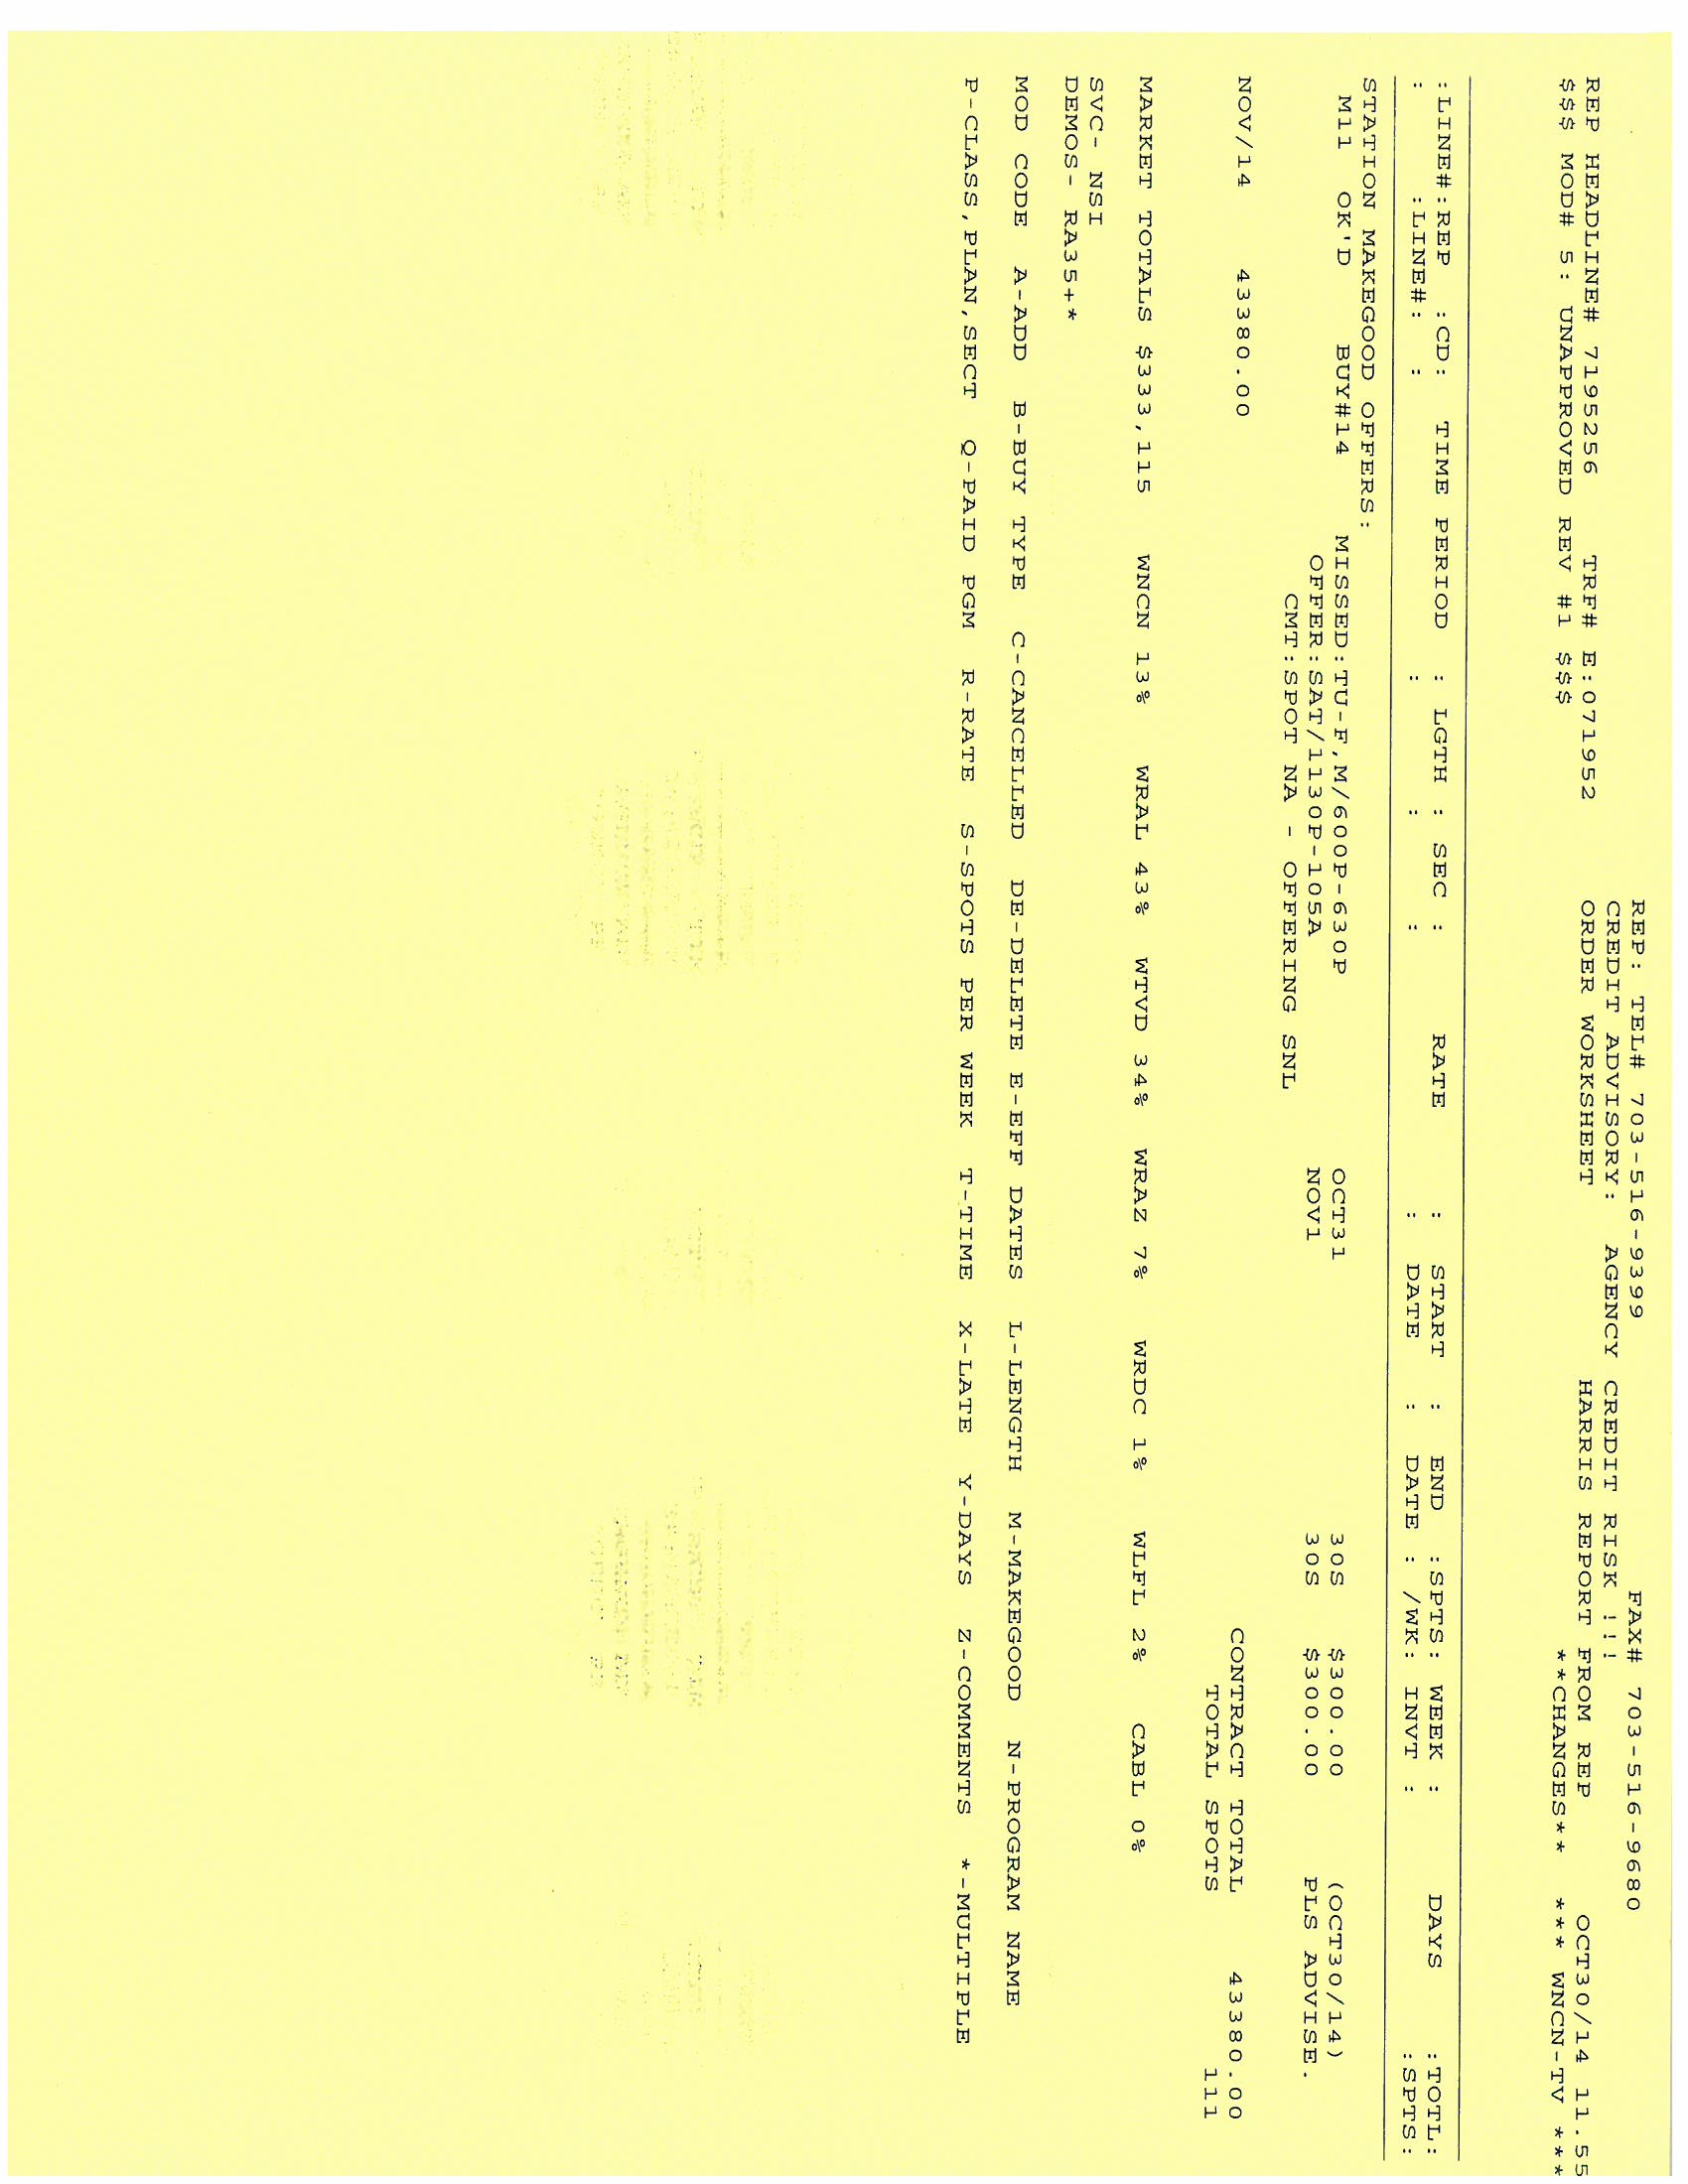 REP: TEL# 703-516-9399 FAX# 703-516-9680
CREDIT ADVISORY: AGENCY CREDIT RISK !!!
REP HEADLINE# 7195256 TRF# E:071952 ORDER WORKSHEET HARRIS REPORT FROM REP OCT30/14 11.55
$$$ MOD# 5: UNAPPROVED REV #1 $$$ **CHANGES** *** WNCN-TV ***
:LINE#:REP :CD: TIME PERIOD : LGTH : SEC : RATE : START : END :SPTS: WEEK : DAYS :TOTL:
: :LINE#: : : : : : DATE : DATE : /WK: INVT : :SPTS:
STATION MAKEGOOD OFFERS:
M11 OK'D BUY#14 MISSED:TU-F,M/600P-630P OCT31 30S $300.00 (OCT30/14)
OFFER:SAT/1130P-105A NOV1 30S $300.00 PLS ADVISE.
CMT:SPOT NA - OFFERING SNL
NOV/14 43380.00 CONTRACT TOTAL 43380.00
TOTAL SPOTS 111
MARKET TOTALS $333,115 WNCN 13% WRAL 43% WTVD 34% WRAZ 7% WRDC 1% WLFL 2% CABL 0%
SVC- NSI
DEMOS- RA35+*
MOD CODE A-ADD B-BUY TYPE C-CANCELLED DE-DELETE E-EFF DATES L-LENGTH M-MAKEGOOD N-PROGRAM NAME
P-CLASS,PLAN,SECT Q-PAID PGM R-RATE S-SPOTS PER WEEK T-TIME X-LATE Y-DAYS Z-COMMENTS *-MULTIPLE